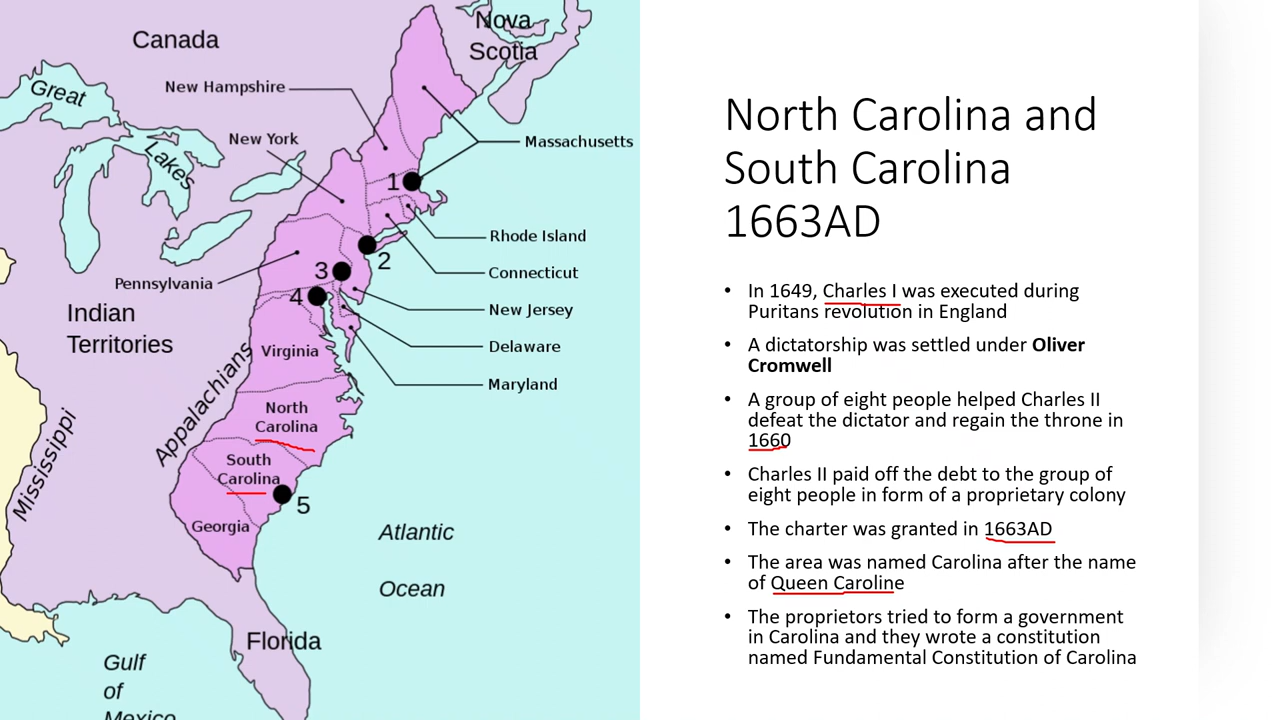 Canada
Nova
Scotia
New Hampshire
Great
Lakes
New York
Massachusetts
1
Rhode Island
2
3
Connecticut
Pennsylvania
4
New Jersey
Indian
Territories
Delaware
Virginia
Maryland
Appalachians
Mississippi
North
Carolina
South
Carolina
5
Georgia
Atlantic
Ocean
Florida
Gulf
of
Mexico
North Carolina and
South Carolina
1663AD
• In 1649, Charles I was executed during
Puritans revolution in England
• A dictatorship was settled under Oliver
Cromwell
• A group of eight people helped Charles II
defeat the dictator and regain the throne in
1660
• Charles II paid off the debt to the group of
eight people in form of a proprietary colony
• The charter was granted in 1663AD
• The area was named Carolina after the name
of Queen Caroline
• The proprietors tried to form a government
in Carolina and they wrote a constitution
named Fundamental Constitution of Carolina